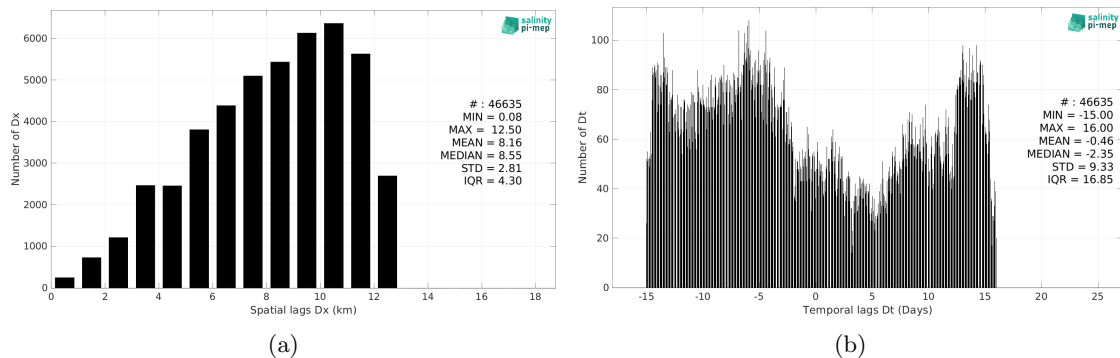 salinity
pi-mep
# : 46635
MIN = 0.08
MAX = 12.50
MEAN = 8.16
MEDIAN = 8.55
STD = 2.81
IQR = 4.30
Number of Dx
6000
5000
4000
3000
2000
1000
0
0 2 4 6 8 10 12 14 16 18
Spatial lags Dx (km)
(a)
salinity
pi-mep
# : 46635
MIN = -15.00
MAX = 16.00
MEAN = -0.46
MEDIAN = -2.35
STD = 9.33
IQR = 16.85
Number of Dt
100
80
60
40
20
0
-15 -10 -5 0 5 10 15 20 25
Temporal lags Dt (Days)
(b)